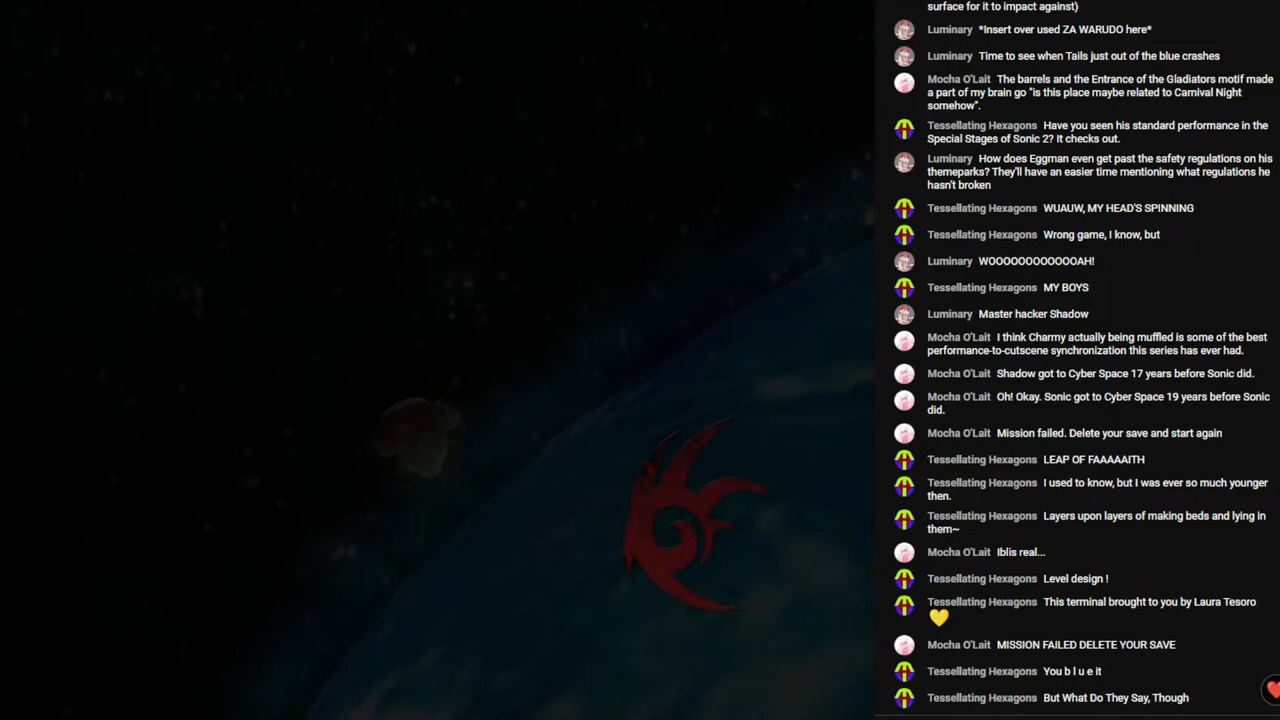 surface for it to impact against)
Luminary *Insert over used ZA WARUDO here*
Luminary Time to see when Tails just out of the blue crashes
Mocha O'Lait The barrels and the Entrance of the Gladiators motif made
a part of my brain go "is this place maybe related to Carnival Night
somehow".
Tessellating Hexagons Have you seen his standard performance in the
Special Stages of Sonic 2? It checks out.
Luminary How does Eggman even get past the safety regulations on his
themeparks? They'll have an easier time mentioning what regulations he
hasn't broken
Tessellating Hexagons WUAUW, MY HEAD'S SPINNING
Tessellating Hexagons Wrong game, I know, but
Luminary WOOOOOOOOOOOAH!
Tessellating Hexagons MY BOYS
Luminary Master hacker Shadow
Mocha O'Lait I think Charmy actually being muffled is some of the best
performance-to-cutscene synchronization this series has ever had.
Mocha O'Lait Shadow got to Cyber Space 17 years before Sonic did.
Mocha O'Lait Oh! Okay. Sonic got to Cyber Space 19 years before Sonic
did.
Mocha O'Lait Mission failed. Delete your save and start again
Tessellating Hexagons LEAP OF FAAAAAITH
Tessellating Hexagons I used to know, but I was ever so much younger
then.
Tessellating Hexagons Layers upon layers of making beds and lying in
them~
Mocha O'Lait Iblis real...
Tessellating Hexagons Level design !
Tessellating Hexagons This terminal brought to you by Laura Tesoro
💛
Mocha O'Lait MISSION FAILED DELETE YOUR SAVE
Tessellating Hexagons You b l u e it
Tessellating Hexagons But What Do They Say, Though